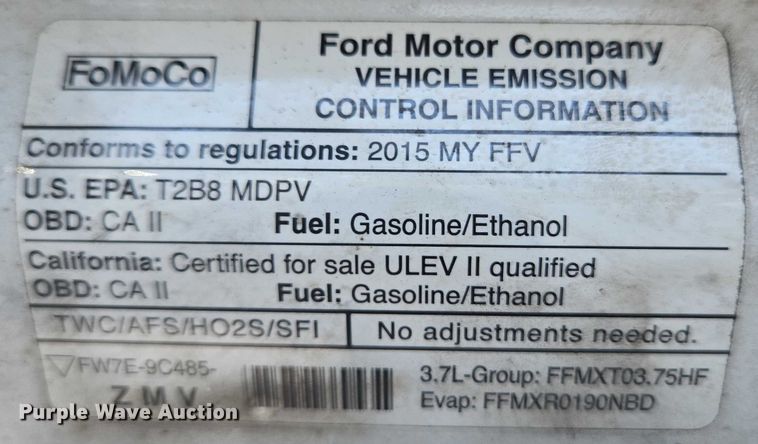 FoMoCo
Ford Motor Company
VEHICLE EMISSION
CONTROL INFORMATION
Conforms to regulations: 2015 MY FFV
U.S. EPA: T2B8 MDPV
OBD: CA II Fuel: Gasoline/Ethanol
California: Certified for sale ULEV II qualified
OBD: CA II Fuel: Gasoline/Ethanol
TWC/AFS/HO2S/SFI No adjustments needed.
FW7E-9C485-
ZMV
3.7L-Group: FFMXT03.75HF
Evap: FFMXR0190NBD
Purple Wave Auction